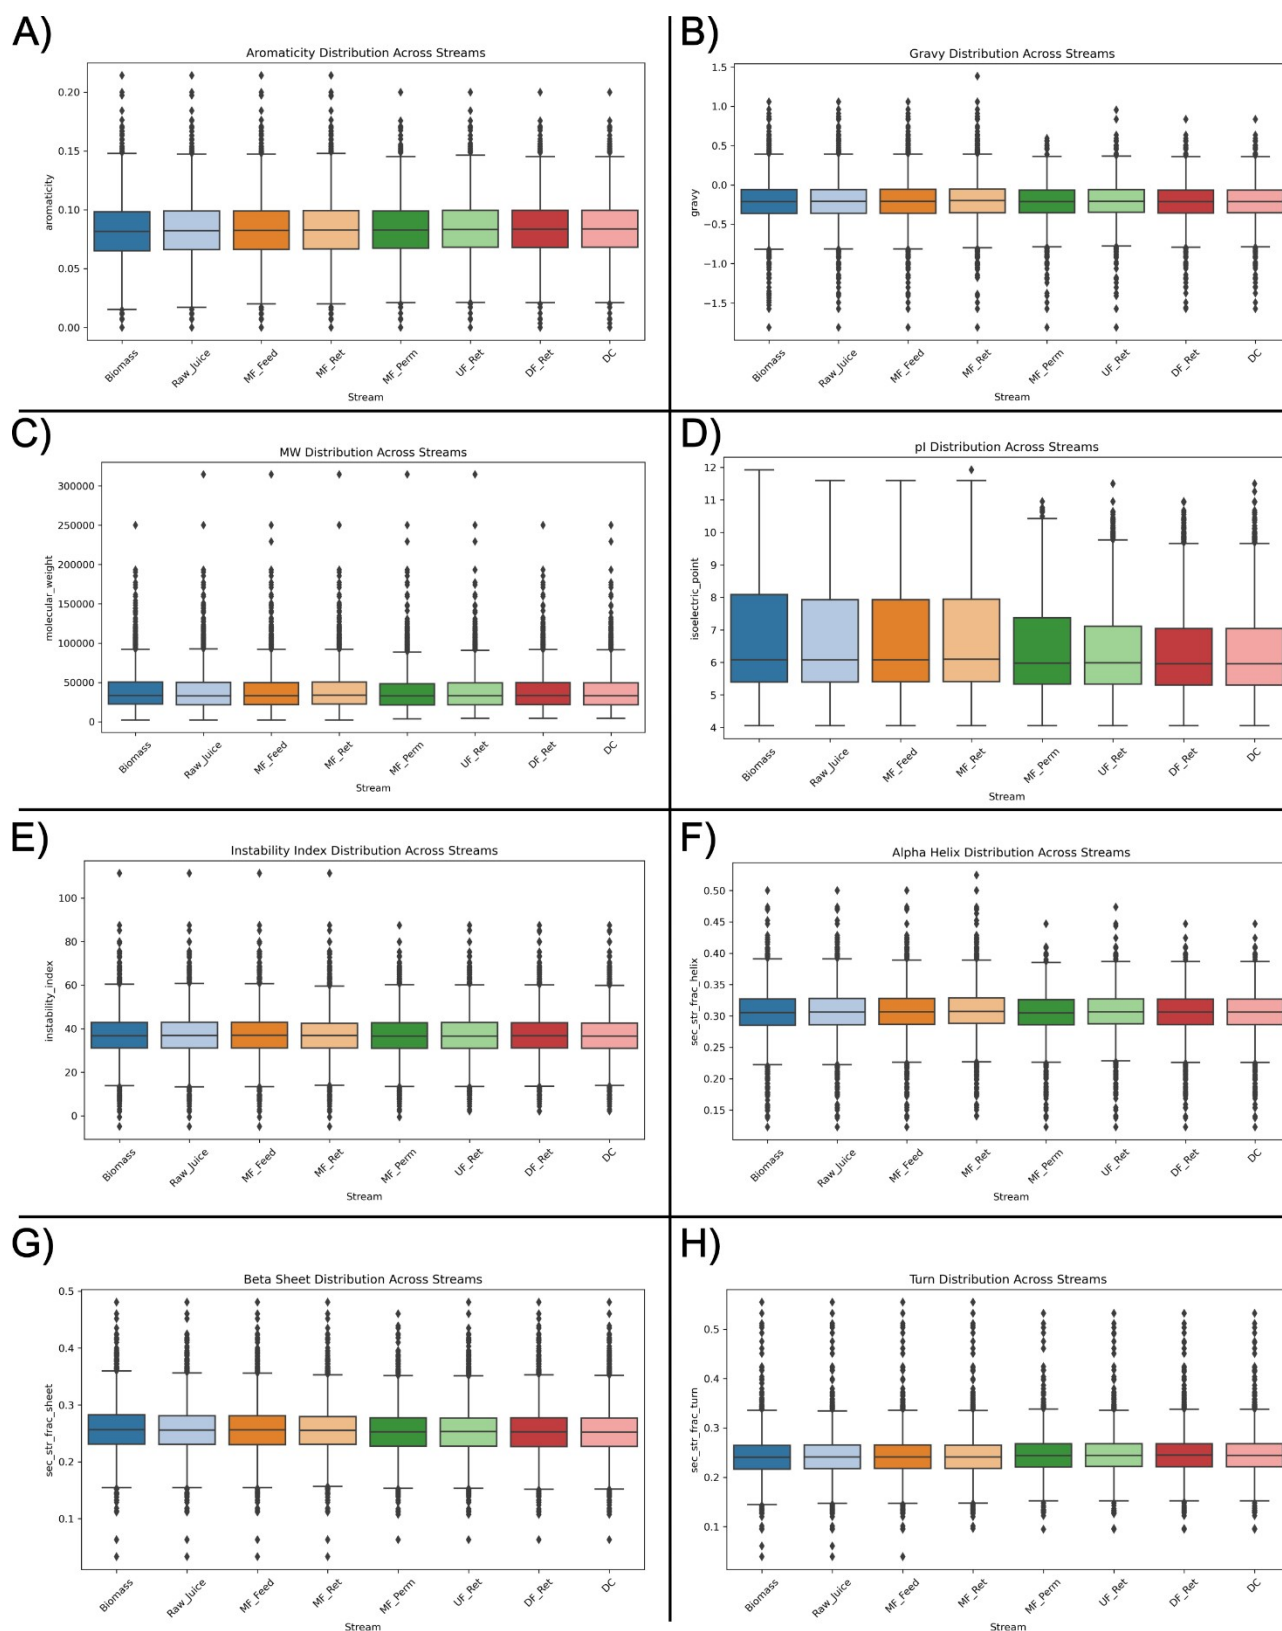 A)
Aromaticity Distribution Across Streams
aromaticity
0.20
0.15
0.10
0.05
0.00
Biomass
Raw_Juice
MF_Feed
MF_Ret
MF_Perm
UF_Ret
DF_Ret
DC
Stream
B)
Gravy Distribution Across Streams
gravy
1.5
1.0
0.5
0.0
−0.5
−1.0
−1.5
Biomass
Raw_Juice
MF_Feed
MF_Ret
MF_Perm
UF_Ret
DF_Ret
DC
Stream
C)
MW Distribution Across Streams
molecular_weight
300000
250000
200000
150000
100000
50000
0
Biomass
Raw_Juice
MF_Feed
MF_Ret
MF_Perm
UF_Ret
DF_Ret
DC
Stream
D)
pI Distribution Across Streams
isoelectric_point
12
11
10
9
8
7
6
5
4
Biomass
Raw_Juice
MF_Feed
MF_Ret
MF_Perm
UF_Ret
DF_Ret
DC
Stream
E)
Instability Index Distribution Across Streams
instability_index
100
80
60
40
20
0
Biomass
Raw_Juice
MF_Feed
MF_Ret
MF_Perm
UF_Ret
DF_Ret
DC
Stream
F)
Alpha Helix Distribution Across Streams
sec_str_frac_helix
0.50
0.45
0.40
0.35
0.30
0.25
0.20
0.15
Biomass
Raw_Juice
MF_Feed
MF_Ret
MF_Perm
UF_Ret
DF_Ret
DC
Stream
G)
Beta Sheet Distribution Across Streams
sec_str_frac_sheet
0.5
0.4
0.3
0.2
0.1
Biomass
Raw_Juice
MF_Feed
MF_Ret
MF_Perm
UF_Ret
DF_Ret
DC
Stream
H)
Turn Distribution Across Streams
sec_str_frac_turn
0.5
0.4
0.3
0.2
0.1
Biomass
Raw_Juice
MF_Feed
MF_Ret
MF_Perm
UF_Ret
DF_Ret
DC
Stream